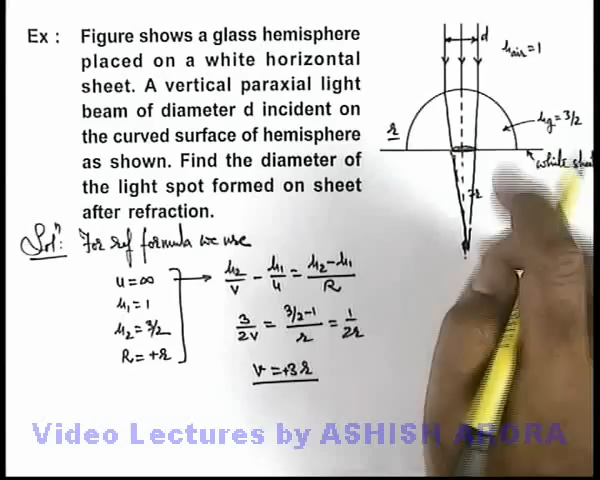 Ex : Figure shows a glass hemisphere
placed on a white horizontal
sheet. A vertical paraxial light
beam of diameter d incident on
the curved surface of hemisphere
as shown. Find the diameter of
the light spot formed on sheet
after refraction.
d
μair = 1
r
μg = 3/2
white
Solⁿ: For ref formula we use
u = ∞
μ1 = 1
μ2 = 3/2
R = +r
μ2/v - μ1/u = μ2-μ1/R
3/2v = 3/2-1/r = 1/2r
v = +3r
Video Lectures by ASHISH ARORA